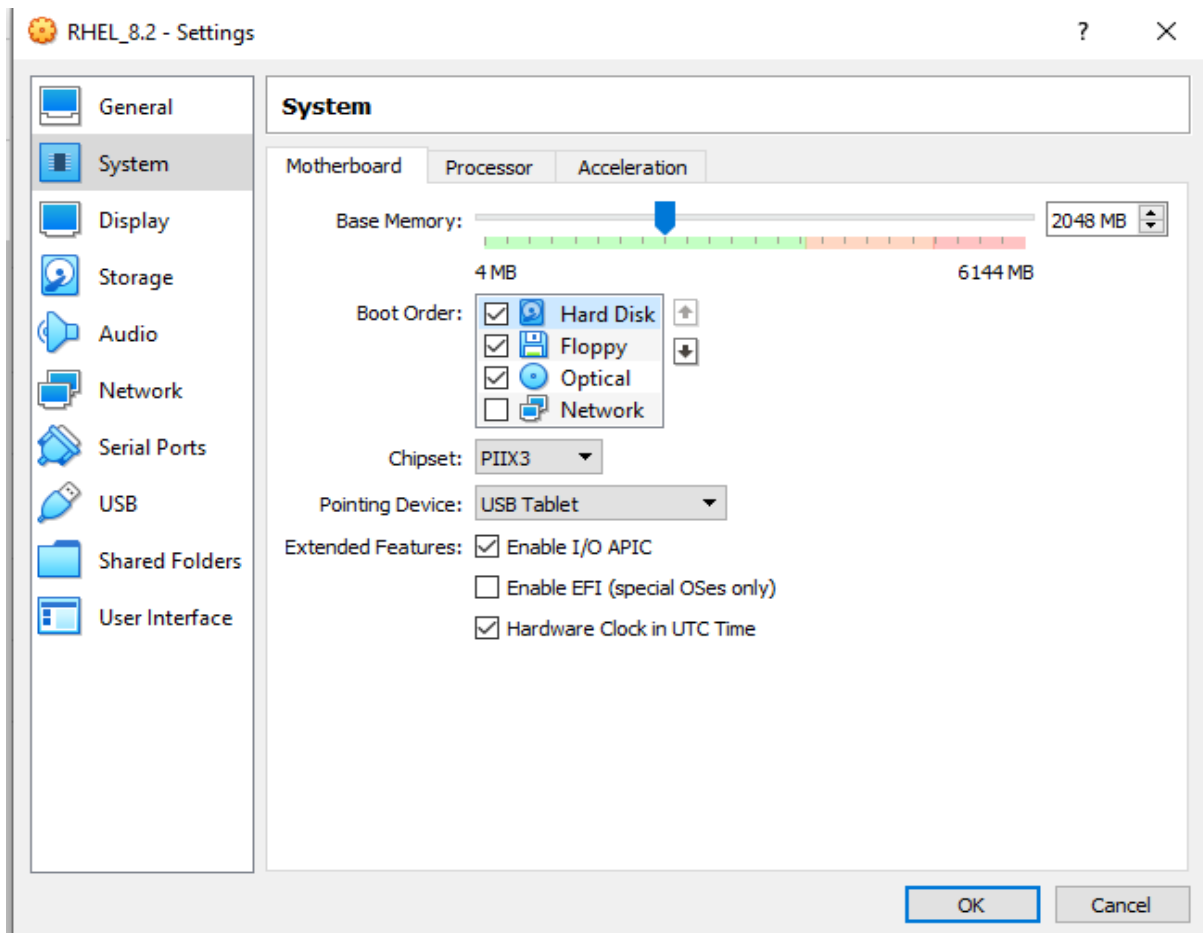 RHEL_8.2 - Settings ? ×
General
System
Display
Storage
Audio
Network
Serial Ports
USB
Shared Folders
User Interface
System
Motherboard Processor Acceleration
Base Memory: 2048 MB
4 MB 6144 MB
Boot Order: Hard Disk
Floppy
Optical
Network
Chipset: PIIX3
Pointing Device: USB Tablet
Extended Features: Enable I/O APIC
Enable EFI (special OSes only)
Hardware Clock in UTC Time
OK Cancel